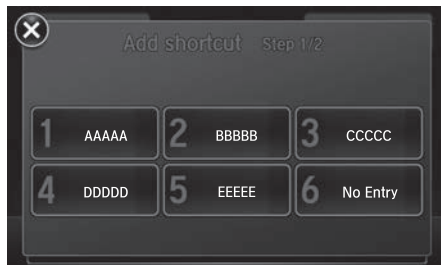 Add shortcut Step 1/2
1 AAAAA 2 BBBBB 3 CCCCC
4 DDDDD 5 EEEEE 6 No Entry